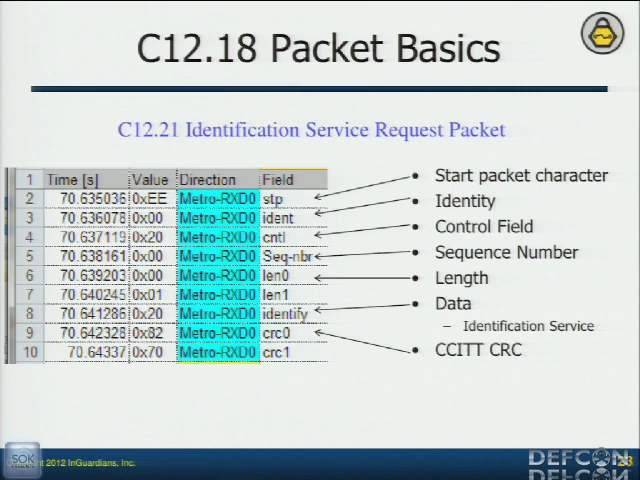 C12.18 Packet Basics
C12.21 Identification Service Request Packet
1 Time [s] Value Direction Field
2 70.635036 0xEE Metro-RXD0 stp
3 70.636078 0x00 Metro-RXD0 ident
4 70.637119 0x20 Metro-RXD0 cntl
5 70.638161 0x00 Metro-RXD0 Seq-nbr
6 70.639203 0x00 Metro-RXD0 len0
7 70.640245 0x01 Metro-RXD0 len1
8 70.641286 0x20 Metro-RXD0 identify
9 70.642328 0x82 Metro-RXD0 crc0
10 70.64337 0x70 Metro-RXD0 crc1
• Start packet character
• Identity
• Control Field
• Sequence Number
• Length
• Data
– Identification Service
• CCITT CRC
SOK
2012 InGuardians, Inc.
DEFCON
23